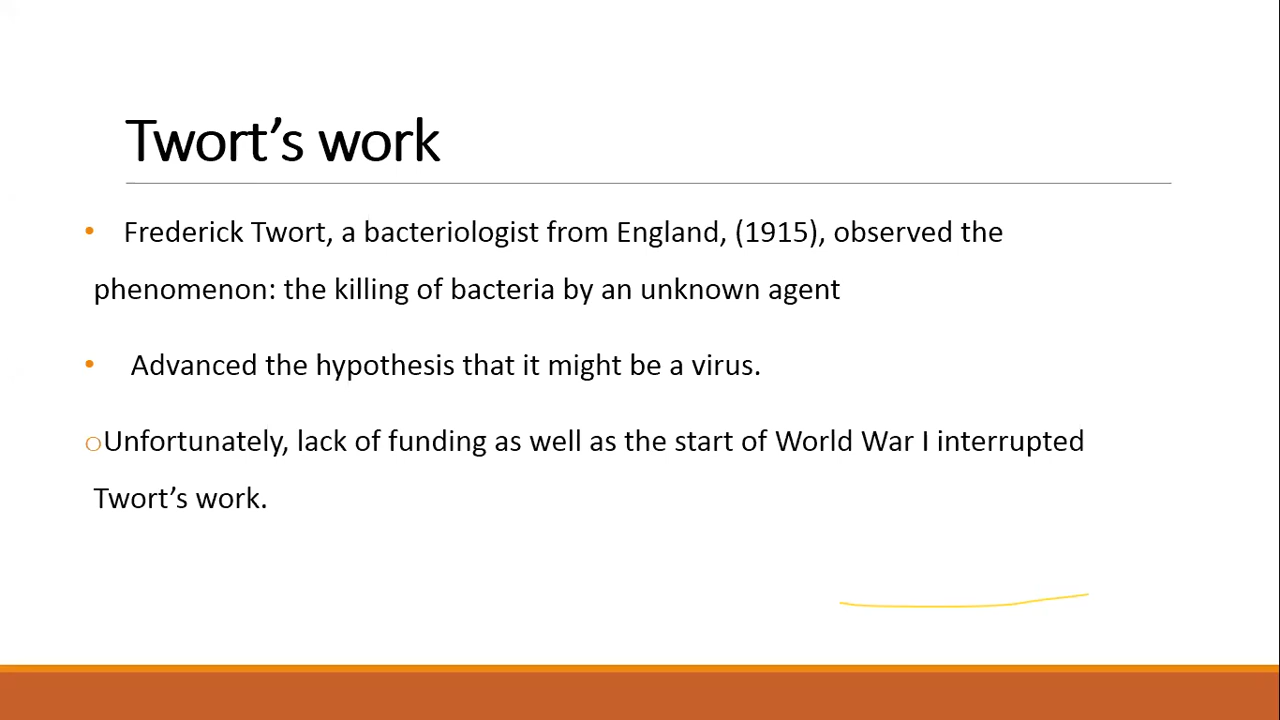 Twort’s work
• Frederick Twort, a bacteriologist from England, (1915), observed the
phenomenon: the killing of bacteria by an unknown agent
• Advanced the hypothesis that it might be a virus.
oUnfortunately, lack of funding as well as the start of World War I interrupted
Twort’s work.